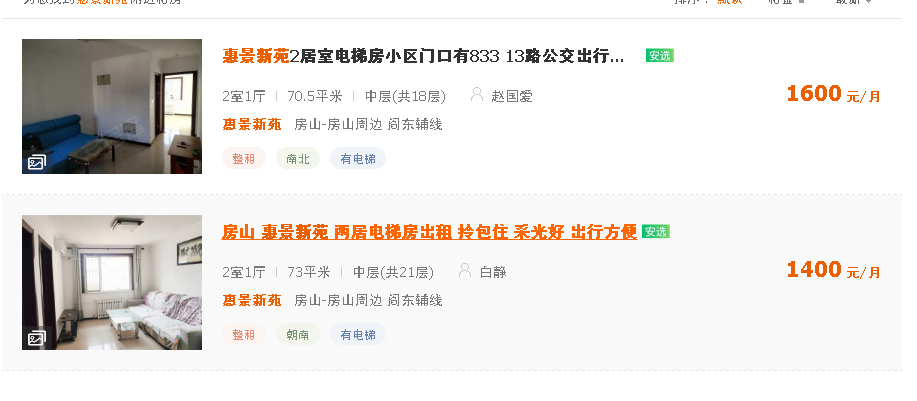 惠景新苑
默认
惠景新苑2居室电梯房小区门口有833 13路公交出行... 安选
2室1厅 70.5平米 中层(共18层) 赵国爱
1600 元/月
惠景新苑 房山-房山周边 阎东辅线
整租 南北 有电梯
房山 惠景新苑 两居电梯房出租 拎包住 采光好 出行方便 安选
2室1厅 73平米 中层(共21层) 白静
1400 元/月
惠景新苑 房山-房山周边 阎东辅线
整租 朝南 有电梯